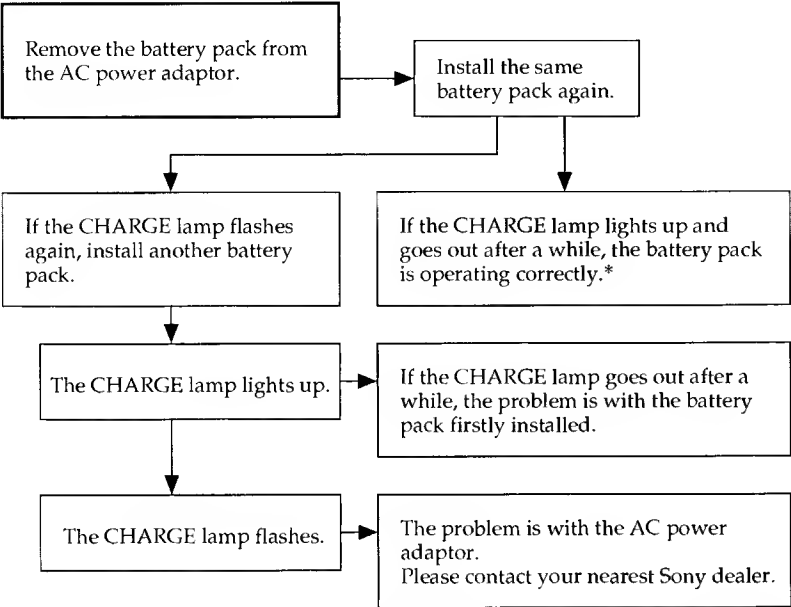 Remove the battery pack from
the AC power adaptor.
Install the same
battery pack again.
If the CHARGE lamp flashes
again, install another battery
pack.
If the CHARGE lamp lights up and
goes out after a while, the battery pack
is operating correctly.*
The CHARGE lamp lights up.
If the CHARGE lamp goes out after a
while, the problem is with the battery
pack firstly installed.
The CHARGE lamp flashes.
The problem is with the AC power
adaptor.
Please contact your nearest Sony dealer.